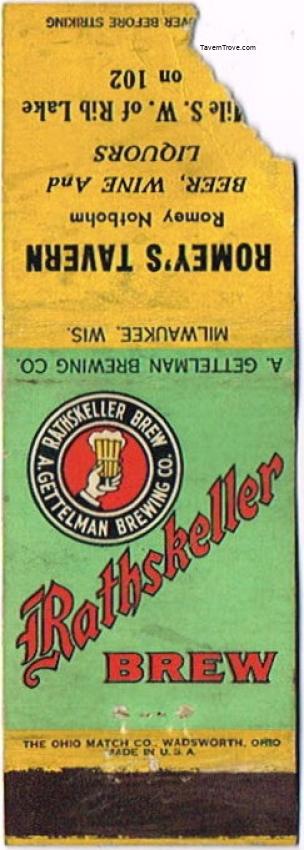 TavernTrove.com
VER BEFORE STRIKING
on 102
Mile S. W. of Rib Lake
LIQUORS
BEER, WINE And
Romey Notbohm
ROMEY'S TAVERN
MILWAUKEE, WIS.
A. GETTELMAN BREWING CO.
RATHSKELLER BREW
A. GETTELMAN BREWING CO.
Rathskeller
BREW
THE OHIO MATCH CO., WADSWORTH, OHIO
MADE IN U.S.A.